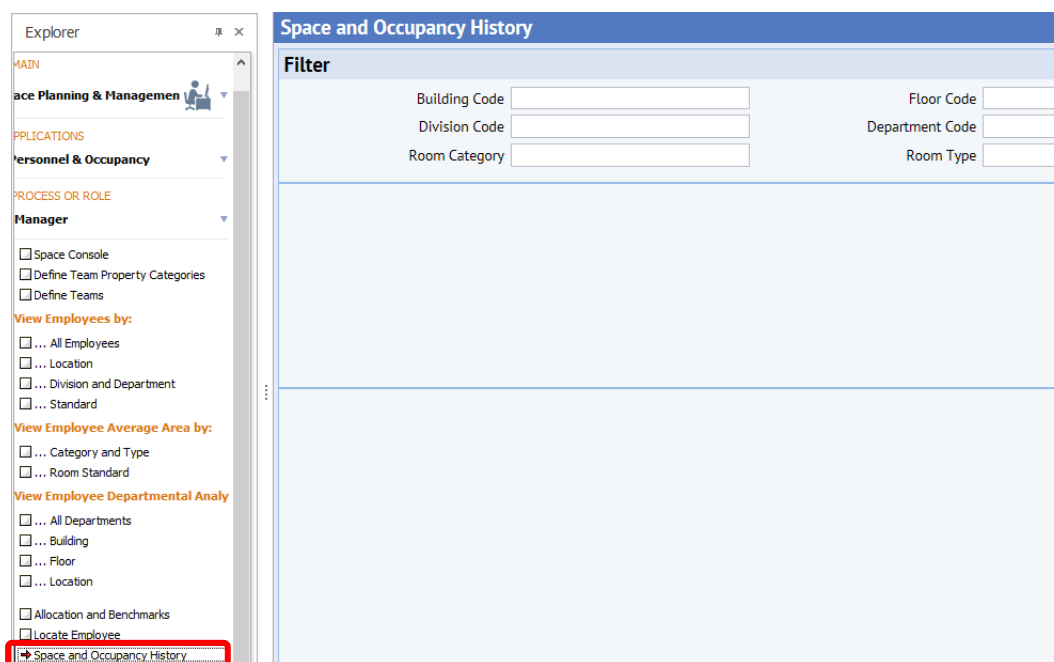 Explorer
MAIN
ace Planning & Managemen
PPLICATIONS
Personnel & Occupancy
PROCESS OR ROLE
Manager
Space Console
Define Team Property Categories
Define Teams
View Employees by:
... All Employees
... Location
... Division and Department
... Standard
View Employee Average Area by:
... Category and Type
... Room Standard
View Employee Departmental Analy
... All Departments
... Building
... Floor
... Location
Allocation and Benchmarks
Locate Employee
Space and Occupancy History
Space and Occupancy History
Filter
Building Code
Floor Code
Division Code
Department Code
Room Category
Room Type